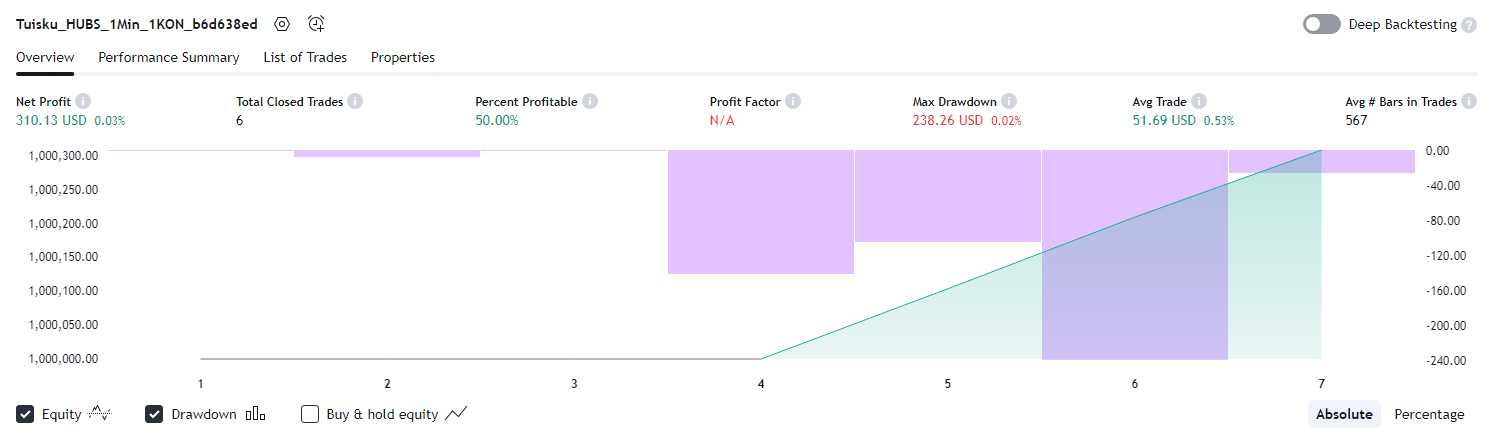 Tuisku_HUBS_1Min_1KON_b6d638ed
Deep Backtesting ?
Overview Performance Summary List of Trades Properties
Net Profit i Total Closed Trades i Percent Profitable i Profit Factor i Max Drawdown i Avg Trade i Avg # Bars in Trades i
310.13 USD 0.03% 6 50.00% N/A 238.26 USD 0.02% 51.69 USD 0.53% 567
1,000,300.00 0.00
1,000,250.00 -40.00
1,000,200.00 -80.00
1,000,150.00 -120.00
1,000,100.00 -160.00
1,000,050.00 -200.00
1,000,000.00 -240.00
1 2 3 4 5 6 7
Equity Drawdown Buy & hold equity Absolute Percentage